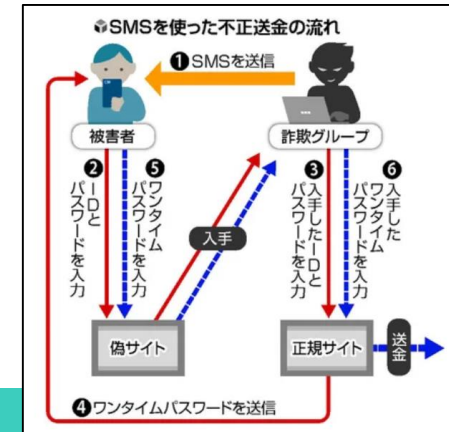 SMSを使った不正送金の流れ
❶SMSを送信
被害者
詐欺グループ
❷IDとパスワードを入力
❺ワンタイムパスワードを入力
❸入手したIDとパスワードを入力
❻入手したワンタイムパスワードを入力
入手
偽サイト
正規サイト
送金
❹ワンタイムパスワードを送信